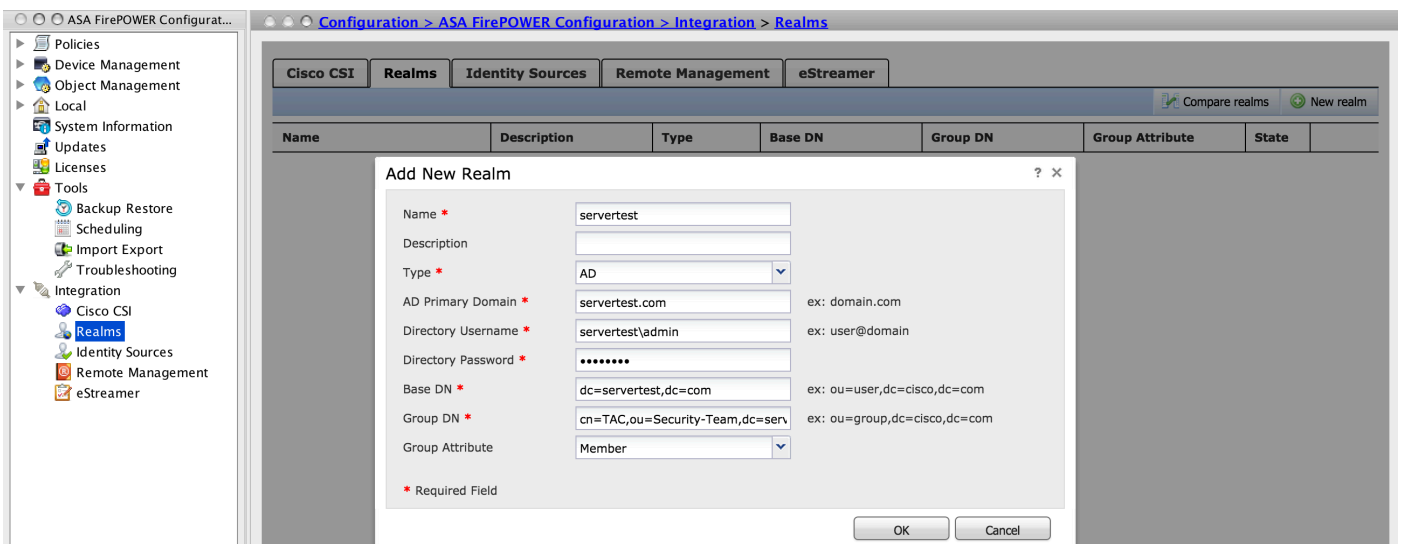 ASA FirePOWER Configurat...
Policies
Device Management
Object Management
Local
System Information
Updates
Licenses
Tools
Backup Restore
Scheduling
Import Export
Troubleshooting
Integration
Cisco CSI
Realms
Identity Sources
Remote Management
eStreamer
Configuration > ASA FirePOWER Configuration > Integration > Realms
Cisco CSI Realms Identity Sources Remote Management eStreamer
Compare realms New realm
Name Description Type Base DN Group DN Group Attribute State
Add New Realm ? ×
Name * servertest
Description
Type * AD
AD Primary Domain * servertest.com ex: domain.com
Directory Username * servertest\admin ex: user@domain
Directory Password * ••••••••
Base DN * dc=servertest,dc=com ex: ou=user,dc=cisco,dc=com
Group DN * cn=TAC,ou=Security-Team,dc=serv ex: ou=group,dc=cisco,dc=com
Group Attribute Member
* Required Field
OK Cancel